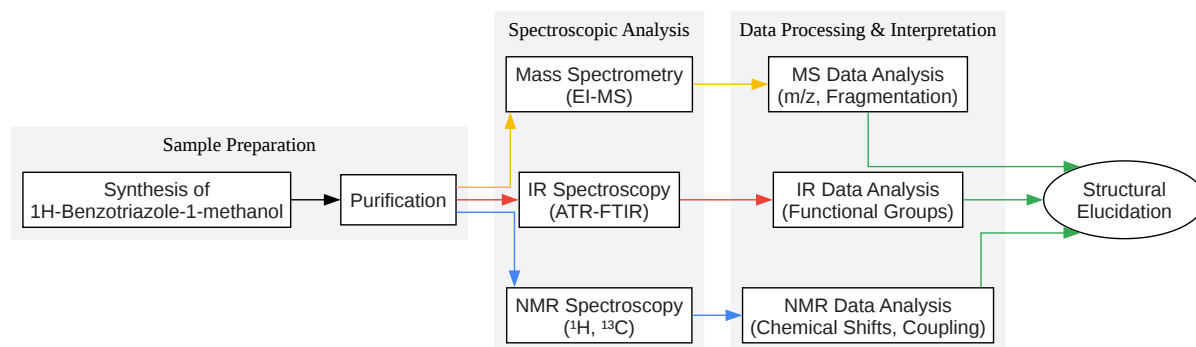 Sample Preparation
Synthesis of
1H-Benzotriazole-1-methanol
Purification
Spectroscopic Analysis
Mass Spectrometry
(EI-MS)
IR Spectroscopy
(ATR-FTIR)
NMR Spectroscopy
(¹H, ¹³C)
Data Processing & Interpretation
MS Data Analysis
(m/z, Fragmentation)
IR Data Analysis
(Functional Groups)
NMR Data Analysis
(Chemical Shifts, Coupling)
Structural
Elucidation